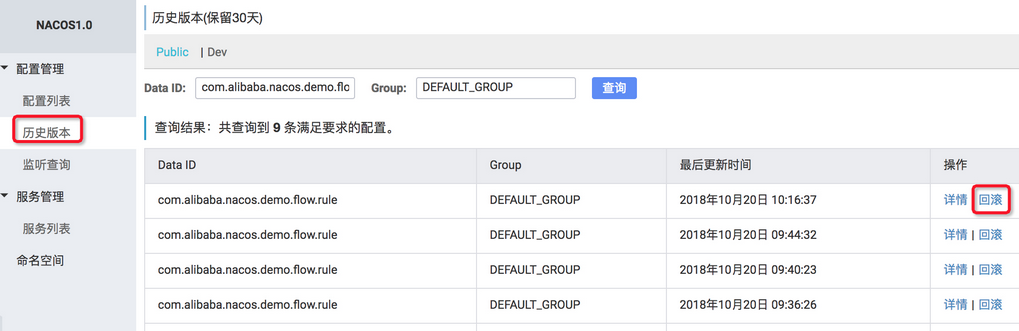 NACOS1.0
配置管理
配置列表
历史版本
监听查询
服务管理
服务列表
命名空间
历史版本(保留30天)
Public | Dev
Data ID: com.alibaba.nacos.demo.flo Group: DEFAULT_GROUP 查询
查询结果：共查询到 9 条满足要求的配置。
Data ID Group 最后更新时间 操作
com.alibaba.nacos.demo.flow.rule DEFAULT_GROUP 2018年10月20日 10:16:37 详情 回滚
com.alibaba.nacos.demo.flow.rule DEFAULT_GROUP 2018年10月20日 09:44:32 详情 | 回滚
com.alibaba.nacos.demo.flow.rule DEFAULT_GROUP 2018年10月20日 09:40:23 详情 | 回滚
com.alibaba.nacos.demo.flow.rule DEFAULT_GROUP 2018年10月20日 09:36:26 详情 | 回滚